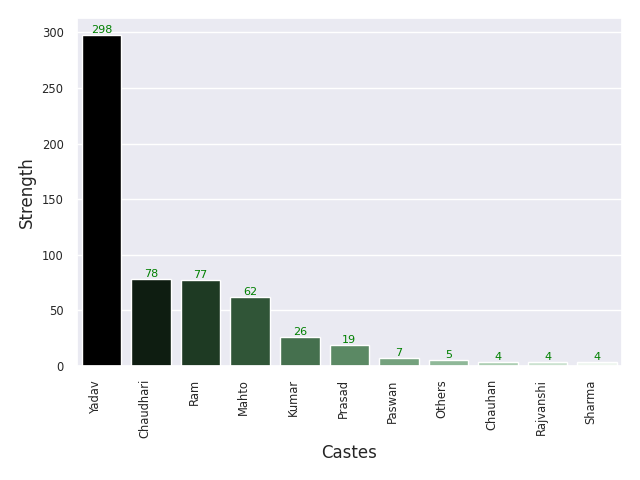 300
250
200
150
100
50
0
298
78
77
62
26
19
7
5
4
4
4
Strength
Yadav
Chaudhari
Ram
Mahto
Kumar
Prasad
Paswan
Others
Chauhan
Rajvanshi
Sharma
Castes